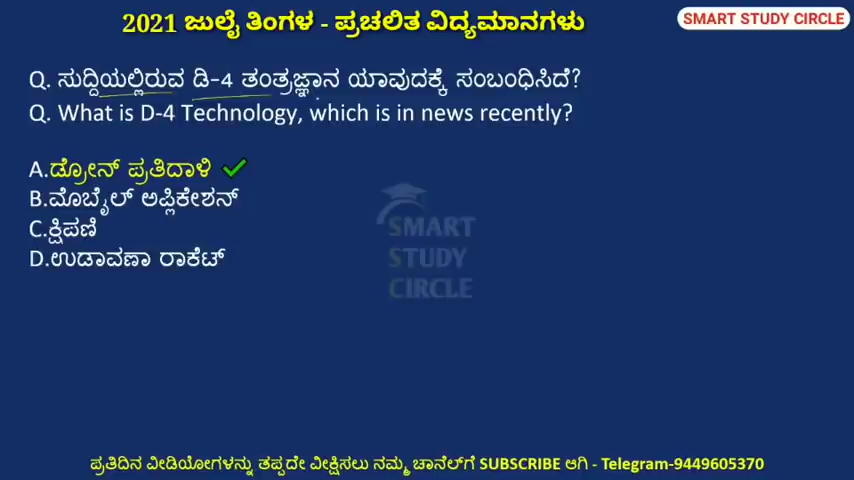 2021 ಜುಲೈ ತಿಂಗಳ - ಪ್ರಚಲಿತ ವಿದ್ಯಮಾನಗಳು
SMART STUDY CIRCLE
Q. ಸುದ್ದಿಯಲ್ಲಿರುವ ಡಿ-4 ತಂತ್ರಜ್ಞಾನ ಯಾವುದಕ್ಕೆ ಸಂಬಂಧಿಸಿದೆ?
Q. What is D-4 Technology, which is in news recently?
A.ಡ್ರೋನ್ ಪ್ರತಿದಾಳಿ
B.ಮೊಬೈಲ್ ಅಪ್ಲಿಕೇಶನ್
C.ಕ್ಷಿಪಣಿ
D.ಉಡಾವಣಾ ರಾಕೆಟ್
SMART
STUDY
CIRCLE
ಪ್ರತಿದಿನ ವೀಡಿಯೋಗಳನ್ನು ತಪ್ಪದೇ ವೀಕ್ಷಿಸಲು ನಮ್ಮ ಚಾನೆಲ್‌ಗೆ SUBSCRIBE ಆಗಿ - Telegram-9449605370